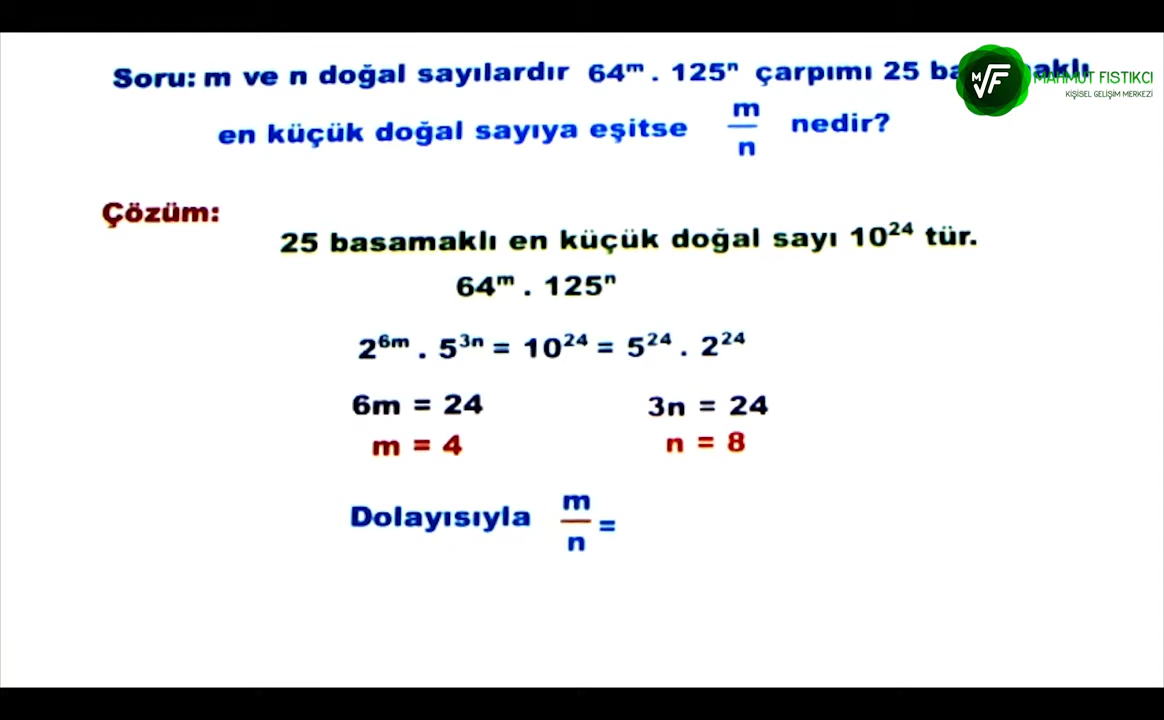 Soru: m ve n doğal sayılardır 64ᵐ . 125ⁿ çarpımı 25
en küçük doğal sayıya eşitse m/n nedir?
MAHMUT FISTIKCI
KİŞİSEL GELİŞİM MERKEZİ
Çözüm:
25 basamaklı en küçük doğal sayı 10²⁴ tür.
64ᵐ . 125ⁿ
2⁶ᵐ . 5³ⁿ = 10²⁴ = 5²⁴ . 2²⁴
6m = 24 3n = 24
m = 4 n = 8
Dolayısıyla m/n =